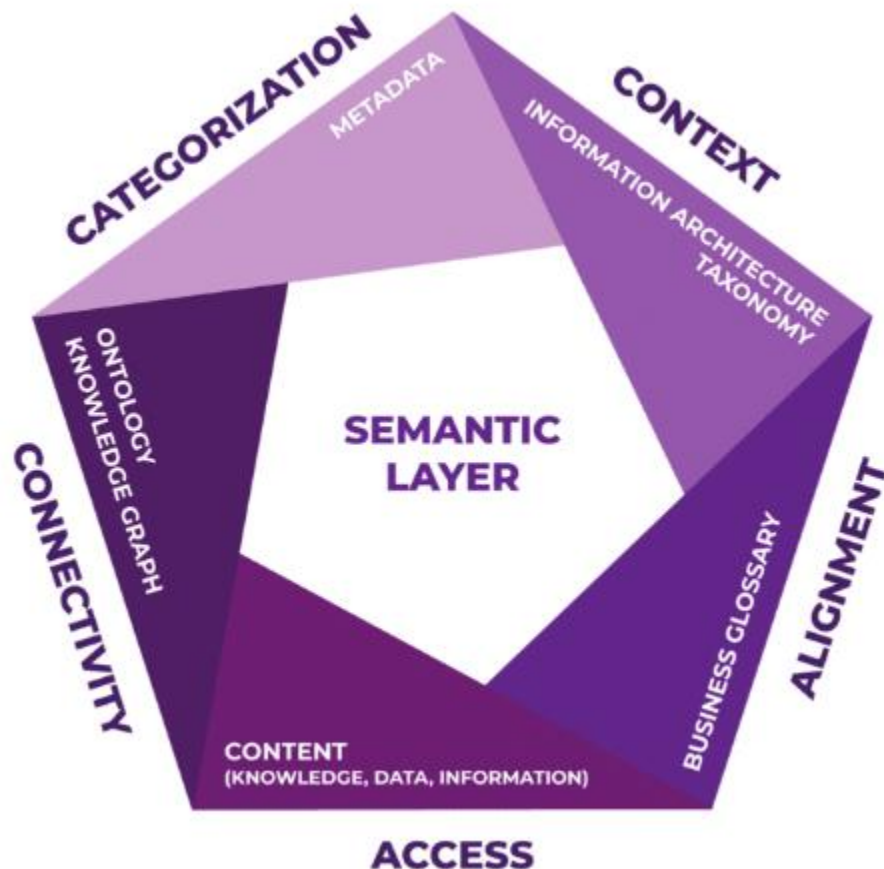 CATEGORIZATION
METADATA
CONTEXT
INFORMATION ARCHITECTURE
TAXONOMY
SEMANTIC
LAYER
ONTOLOGY
KNOWLEDGE GRAPH
CONNECTIVITY
ALIGNMENT
BUSINESS GLOSSARY
CONTENT
(KNOWLEDGE, DATA, INFORMATION)
ACCESS